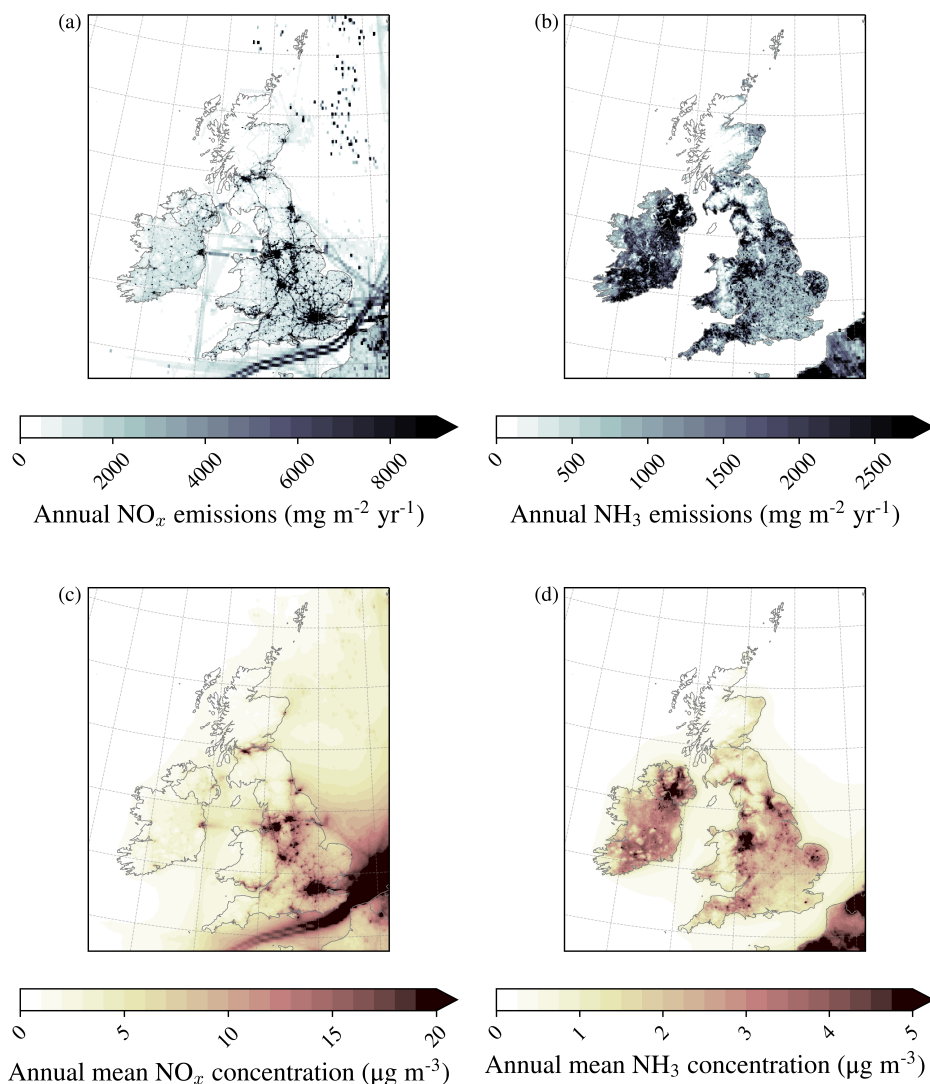 (a)
(b)
0 2000 4000 6000 8000
Annual NOx emissions (mg m-2 yr-1)
0 500 1000 1500 2000 2500
Annual NH3 emissions (mg m-2 yr-1)
(c)
(d)
0 5 10 15 20
Annual mean NOx concentration (μg m-3)
0 1 2 3 4 5
Annual mean NH3 concentration (μg m-3)